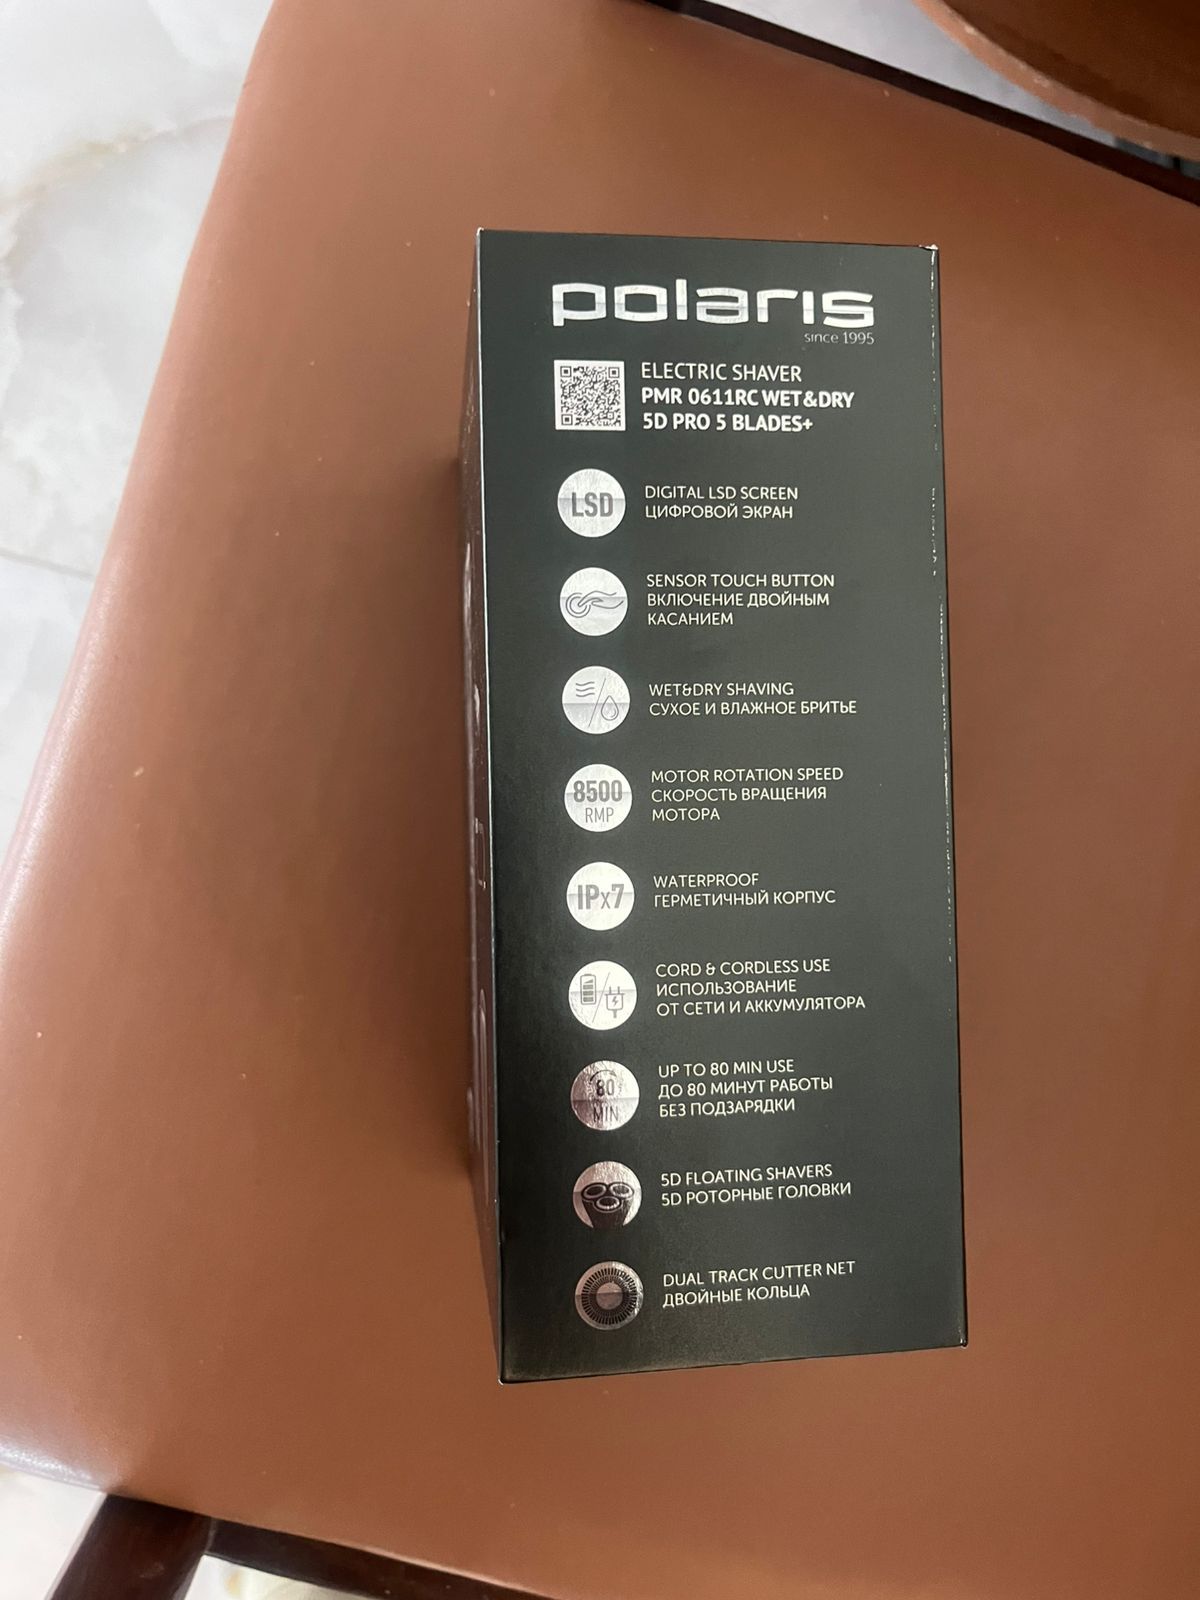 polaris
since 1995
ELECTRIC SHAVER
PMR 0611RC WET&DRY
5D PRO 5 BLADES+
LSD
DIGITAL LSD SCREEN
ЦИФРОВОЙ ЭКРАН
SENSOR TOUCH BUTTON
ВКЛЮЧЕНИЕ ДВОЙНЫМ
КАСАНИЕМ
WET&DRY SHAVING
СУХОЕ И ВЛАЖНОЕ БРИТЬЕ
8500
RMP
MOTOR ROTATION SPEED
СКОРОСТЬ ВРАЩЕНИЯ
МОТОРА
IPx7
WATERPROOF
ГЕРМЕТИЧНЫЙ КОРПУС
CORD & CORDLESS USE
ИСПОЛЬЗОВАНИЕ
ОТ СЕТИ И АККУМУЛЯТОРА
80
MIN
UP TO 80 MIN USE
ДО 80 МИНУТ РАБОТЫ
БЕЗ ПОДЗАРЯДКИ
5D FLOATING SHAVERS
5D РОТОРНЫЕ ГОЛОВКИ
DUAL TRACK CUTTER NET
ДВОЙНЫЕ КОЛЬЦА